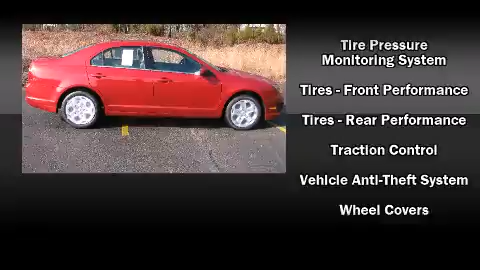 Tire Pressure
Monitoring System
Tires - Front Performance
Tires - Rear Performance
Traction Control
Vehicle Anti-Theft System
Wheel Covers